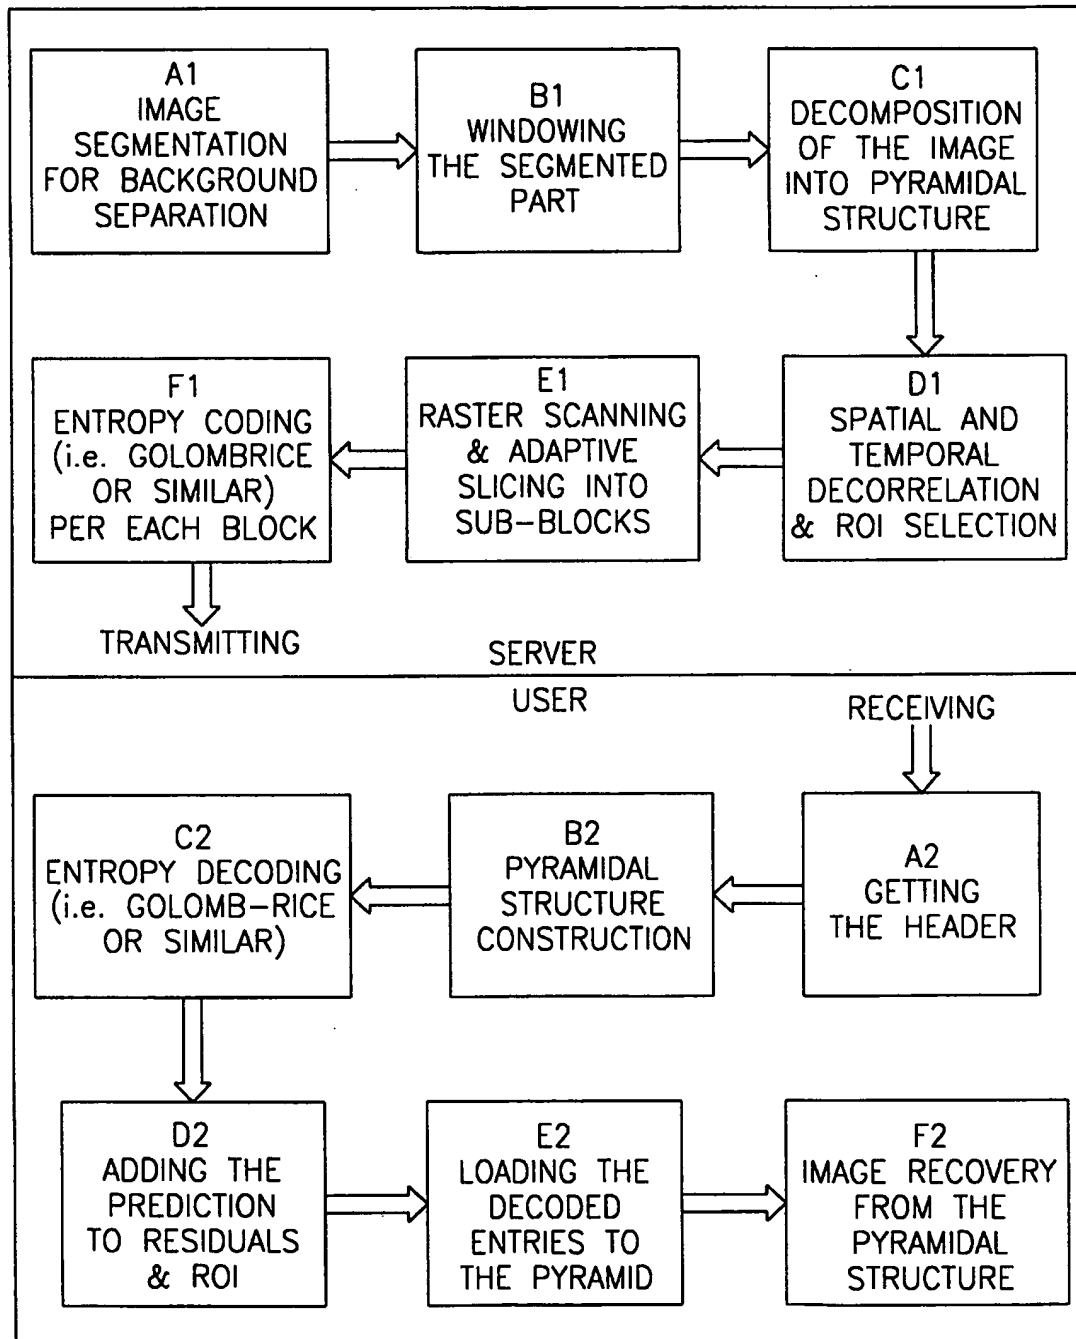 A1
IMAGE
SEGMENTATION
FOR BACKGROUND
SEPARATION
B1
WINDOWING
THE SEGMENTED
PART
C1
DECOMPOSITION
OF THE IMAGE
INTO PYRAMIDAL
STRUCTURE
D1
SPATIAL AND
TEMPORAL
DECORRELATION
& ROI SELECTION
E1
RASTER SCANNING
& ADAPTIVE
SLICING INTO
SUB-BLOCKS
F1
ENTROPY CODING
(i.e. GOLOMBRICE
OR SIMILAR)
PER EACH BLOCK
TRANSMITTING
SERVER
USER
RECEIVING
A2
GETTING
THE HEADER
B2
PYRAMIDAL
STRUCTURE
CONSTRUCTION
C2
ENTROPY DECODING
(i.e. GOLOMB-RICE
OR SIMILAR)
D2
ADDING THE
PREDICTION
TO RESIDUALS
& ROI
E2
LOADING THE
DECODED
ENTRIES TO
THE PYRAMID
F2
IMAGE RECOVERY
FROM THE
PYRAMIDAL
STRUCTURE